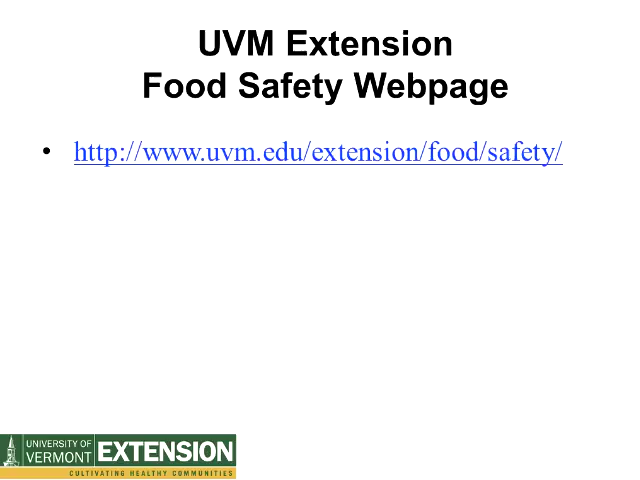 UVM Extension
Food Safety Webpage
• http://www.uvm.edu/extension/food/safety/
UNIVERSITY OF
VERMONT EXTENSION
CULTIVATING HEALTHY COMMUNITIES